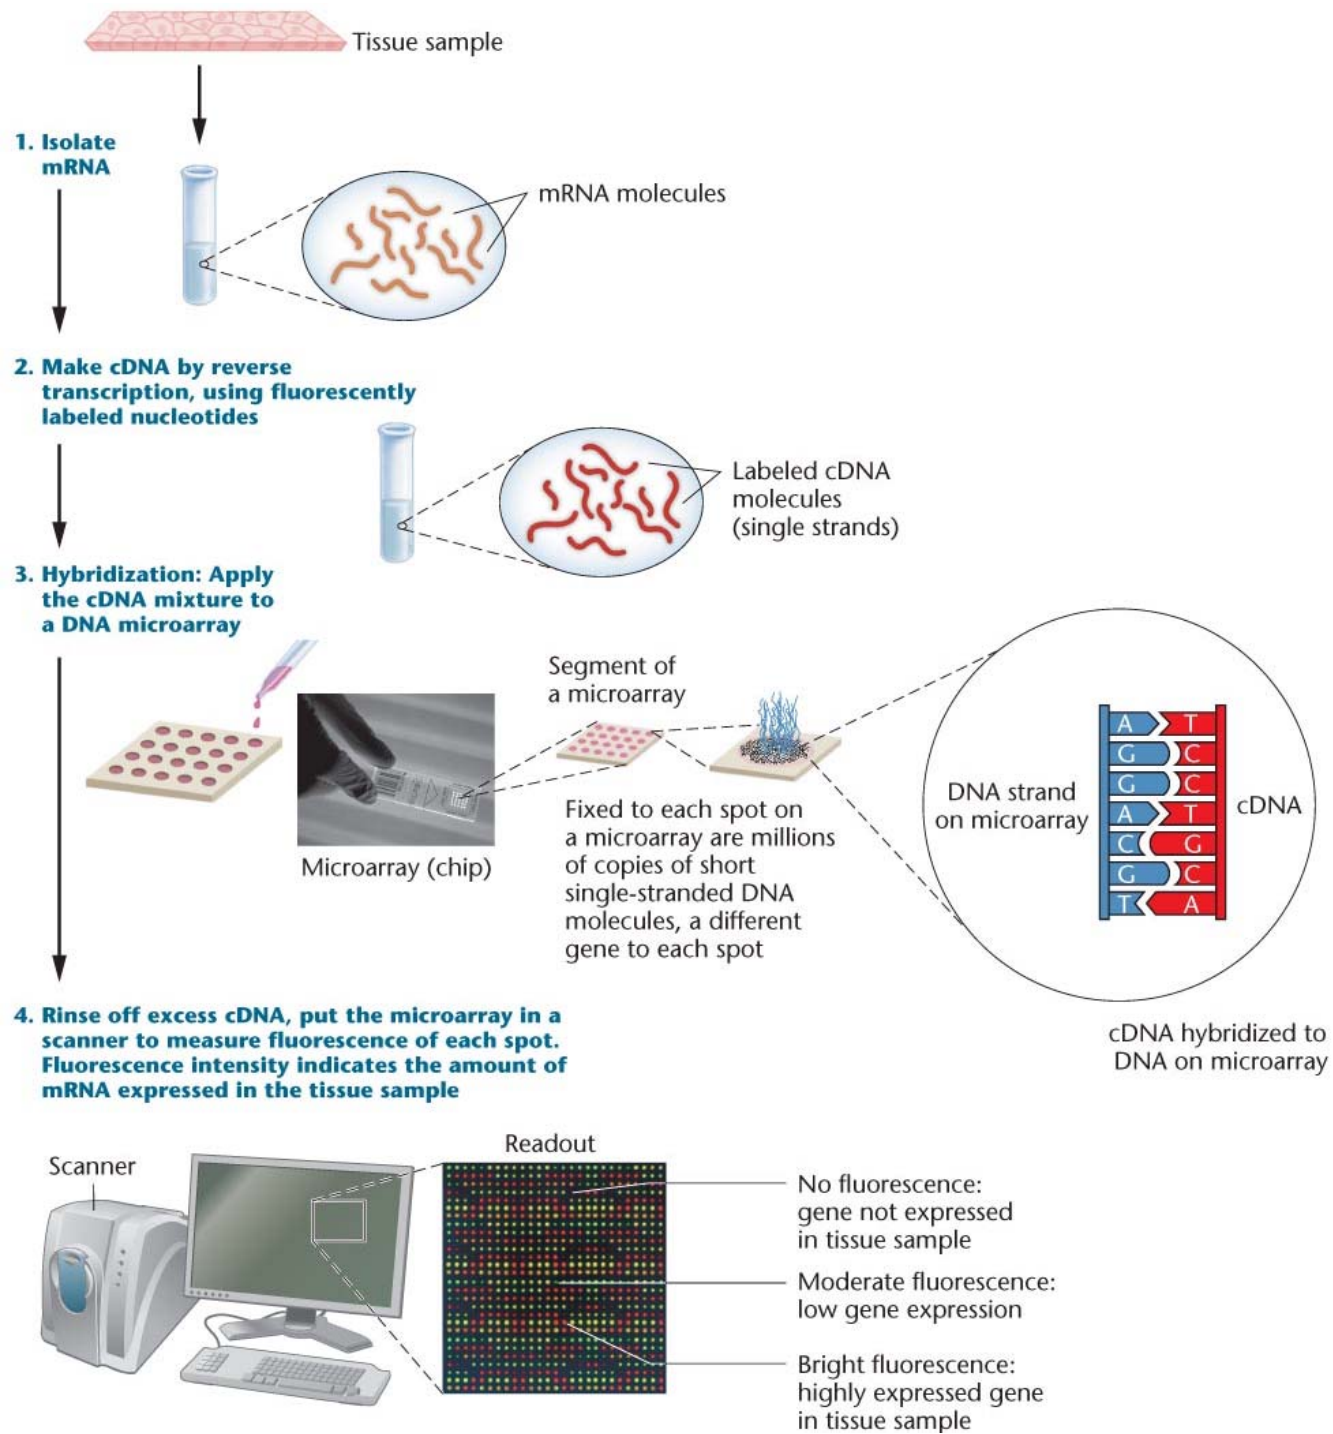 Tissue sample
1. Isolate
mRNA
mRNA molecules
2. Make cDNA by reverse
transcription, using fluorescently
labeled nucleotides
Labeled cDNA
molecules
(single strands)
3. Hybridization: Apply
the cDNA mixture to
a DNA microarray
Segment of
a microarray
Microarray (chip)
Fixed to each spot on
a microarray are millions
of copies of short
single-stranded DNA
molecules, a different
gene to each spot
DNA strand
on microarray
A T
G C
G C
A T
C G
G C
T A
cDNA
cDNA hybridized to
DNA on microarray
4. Rinse off excess cDNA, put the microarray in a
scanner to measure fluorescence of each spot.
Fluorescence intensity indicates the amount of
mRNA expressed in the tissue sample
Scanner
Readout
No fluorescence:
gene not expressed
in tissue sample
Moderate fluorescence:
low gene expression
Bright fluorescence:
highly expressed gene
in tissue sample